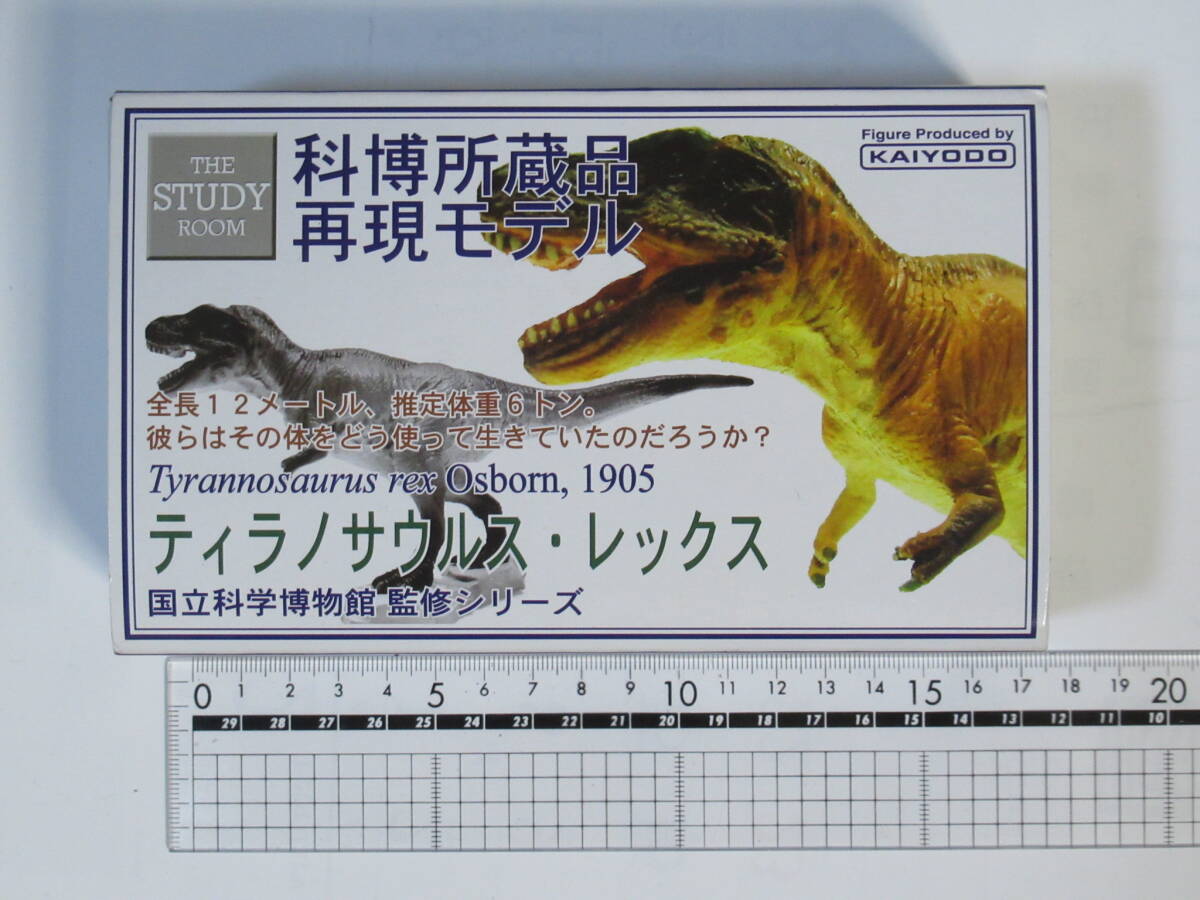 THE
STUDY
ROOM
科博所蔵品
再現モデル
Figure Produced by
KAIYODO
全長12メートル、推定体重6トン。
彼らはその体をどう使って生きていたのだろうか?
Tyrannosaurus rex Osborn, 1905
ティラノサウルス・レックス
国立科学博物館 監修シリーズ
0 1 2 3 4 5 6 7 8 9 10 11 12 13 14 15 16 17 18 19 20
29 28 27 26 25 24 23 22 21 20 19 18 17 16 15 14 13 12 11 10